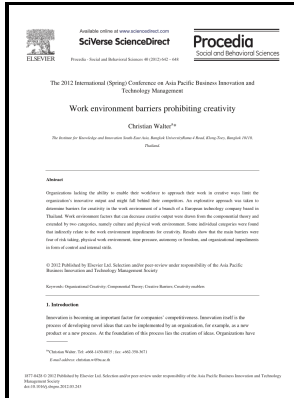 Available online at www.sciencedirect.com
SciVerse ScienceDirect
ELSEVIER
Procedia - Social and Behavioral Sciences 40 (2012) 642 – 648
Procedia
Social and Behavioral Sciences
The 2012 International (Spring) Conference on Asia Pacific Business Innovation and
Technology Management
Work environment barriers prohibiting creativity
Christian Walter*
The Institute for Knowledge and Innovation South-East Asia, Bangkok University, Rama 4 Road, Klong-Toey, Bangkok 10110,
Thailand
Abstract
Organizations lacking the ability to enable their workforce to approach their work in creative ways limit the
organization's innovative output and might fall behind their competitors. An explorative approach was taken to
determine barriers for creativity in the work environment of a branch of a European technology company based in
Thailand. Work environment factors that can decrease creative output were drawn from the componential theory and
extended by two categories, namely culture and physical work environment. Some individual categories were found
that indirectly relate to the work environment impediments for creativity. Results show that the main barriers were
fear of risk taking, physical work environment, time pressure, autonomy or freedom, and organizational impediments
in form of control and internal skills.
© 2012 Published by Elsevier Ltd. Selection and/or peer-review under responsibility of the Asia Pacific
Business Innovation and Technology Management Society
Keywords: Organizational Creativity; Componential Theory; Creative Barriers; Creativity enablers
1. Introduction
Innovation is becoming an important factor for companies' competitiveness. Innovation itself is the
process of developing novel ideas that can be implemented by an organization, for example, as a new
product or a new process. At the foundation of this process lies the creation of ideas. Organizations have
*Christian Walter. Tel: +668-1430-0815; fax: +662-350-3671
E-mail address: christian.w@bu.ac.th
1877-0428 © 2012 Published by Elsevier Ltd. Selection and/or peer-review under responsibility of the Asia Pacific Business Innovation and Technology
Management Society
doi:10.1016/j.sbspro.2012.03.243